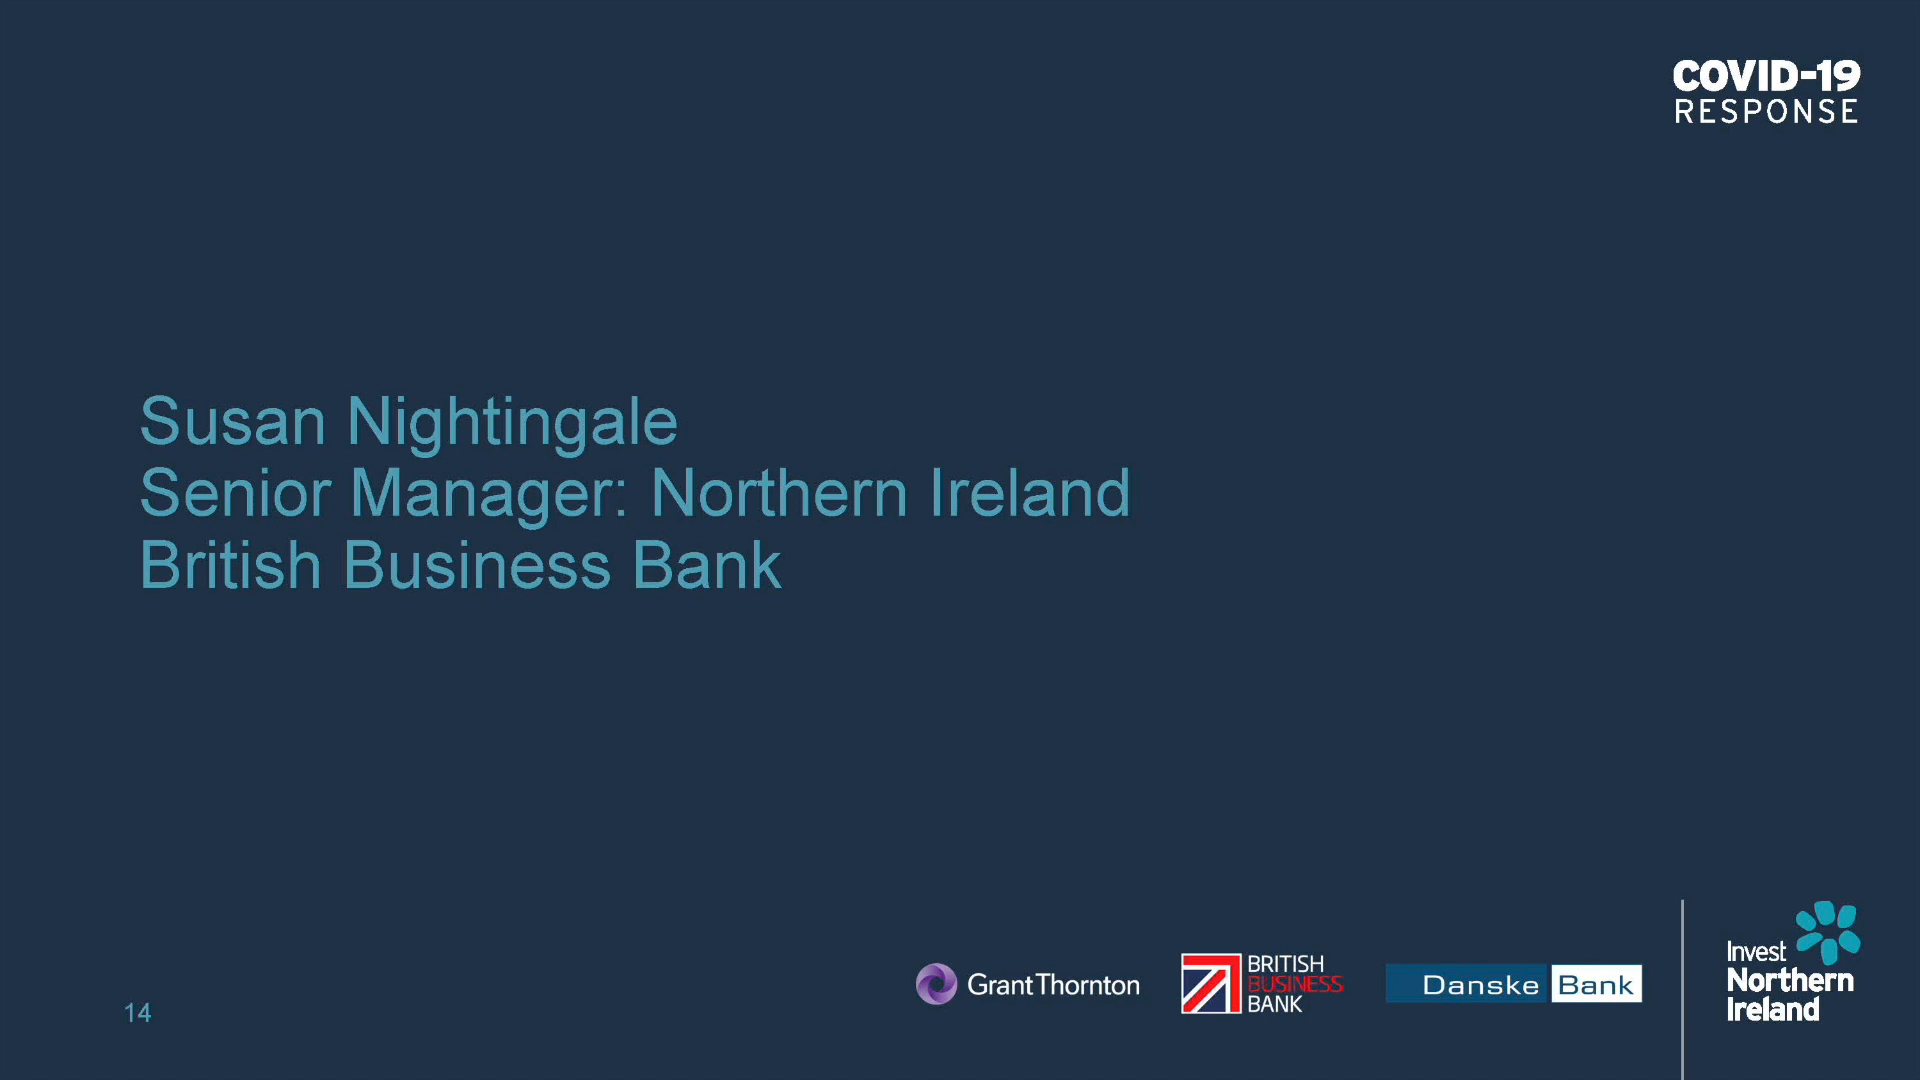 COVID-19
RESPONSE
Susan Nightingale
Senior Manager: Northern Ireland
British Business Bank
14
Grant Thornton
BRITISH
BUSINESS
BANK
Danske Bank
Invest
Northern
Ireland